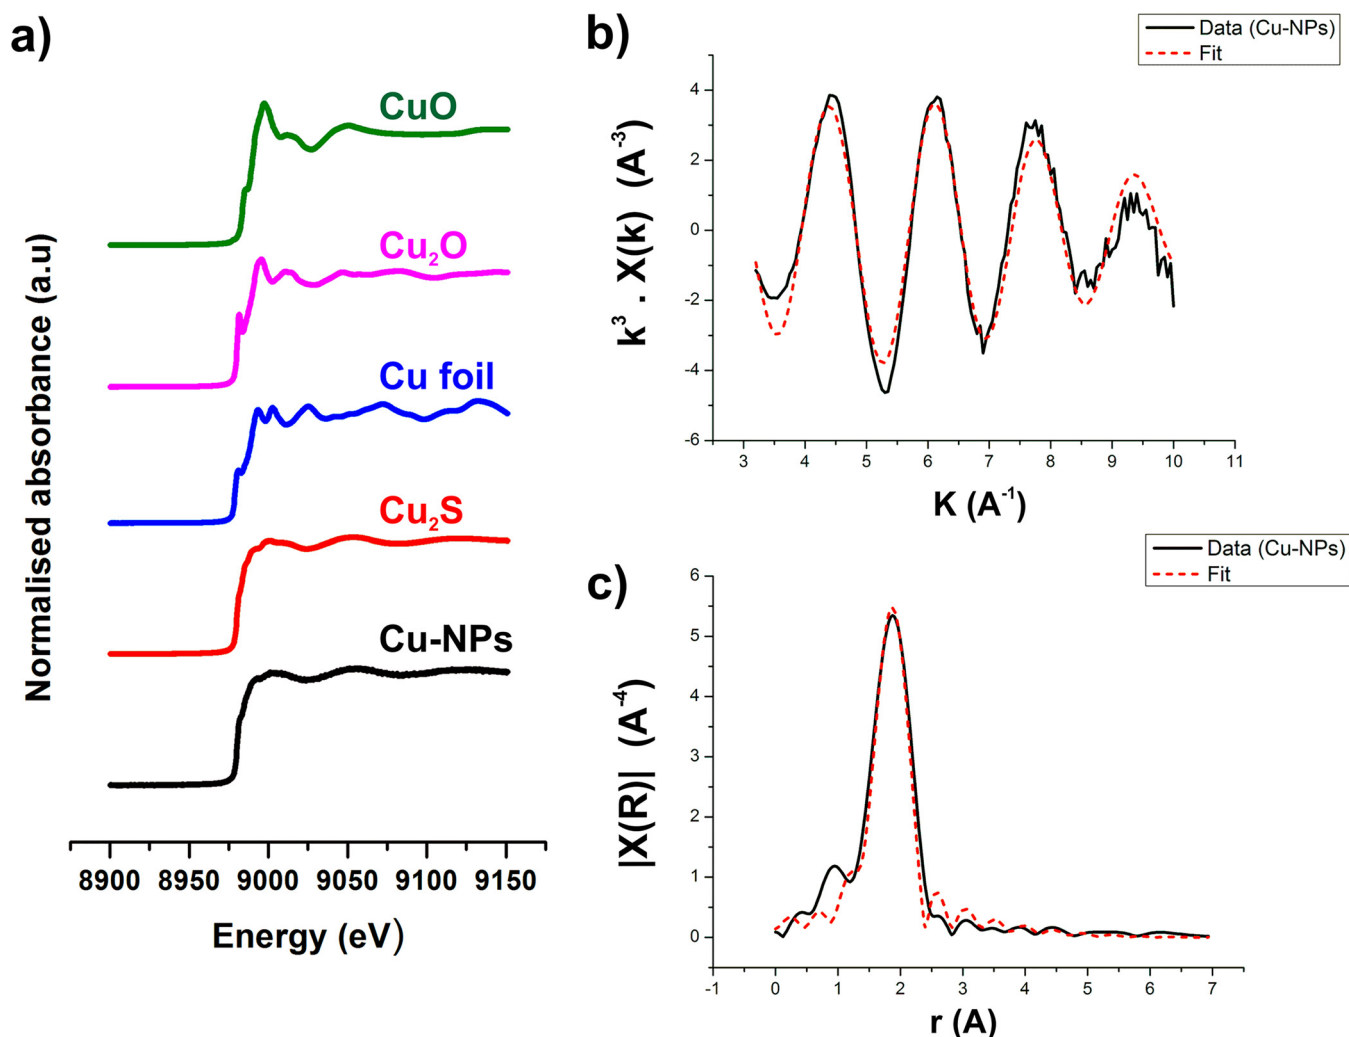 a)
CuO
Cu₂O
Cu foil
Cu₂S
Cu-NPs
Normalised absorbance (a.u)
8900 8950 9000 9050 9100 9150
Energy (eV)
b)
Data (Cu-NPs)
Fit
4
2
0
-2
-4
-6
k³ . X(k) (A⁻³)
3 4 5 6 7 8 9 10 11
K (A⁻¹)
c)
Data (Cu-NPs)
Fit
6
5
4
3
2
1
0
|X(R)| (A⁻⁴)
-1 0 1 2 3 4 5 6 7
r (A)